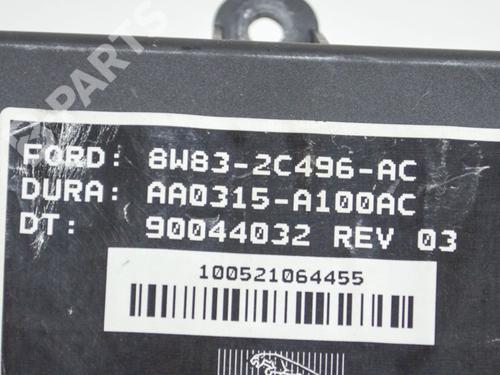 B-PARTS
FORD: 8W83-2C496-AC
DURA: AA0315-A100AC
DT: 90044032 REV 03
100521064455